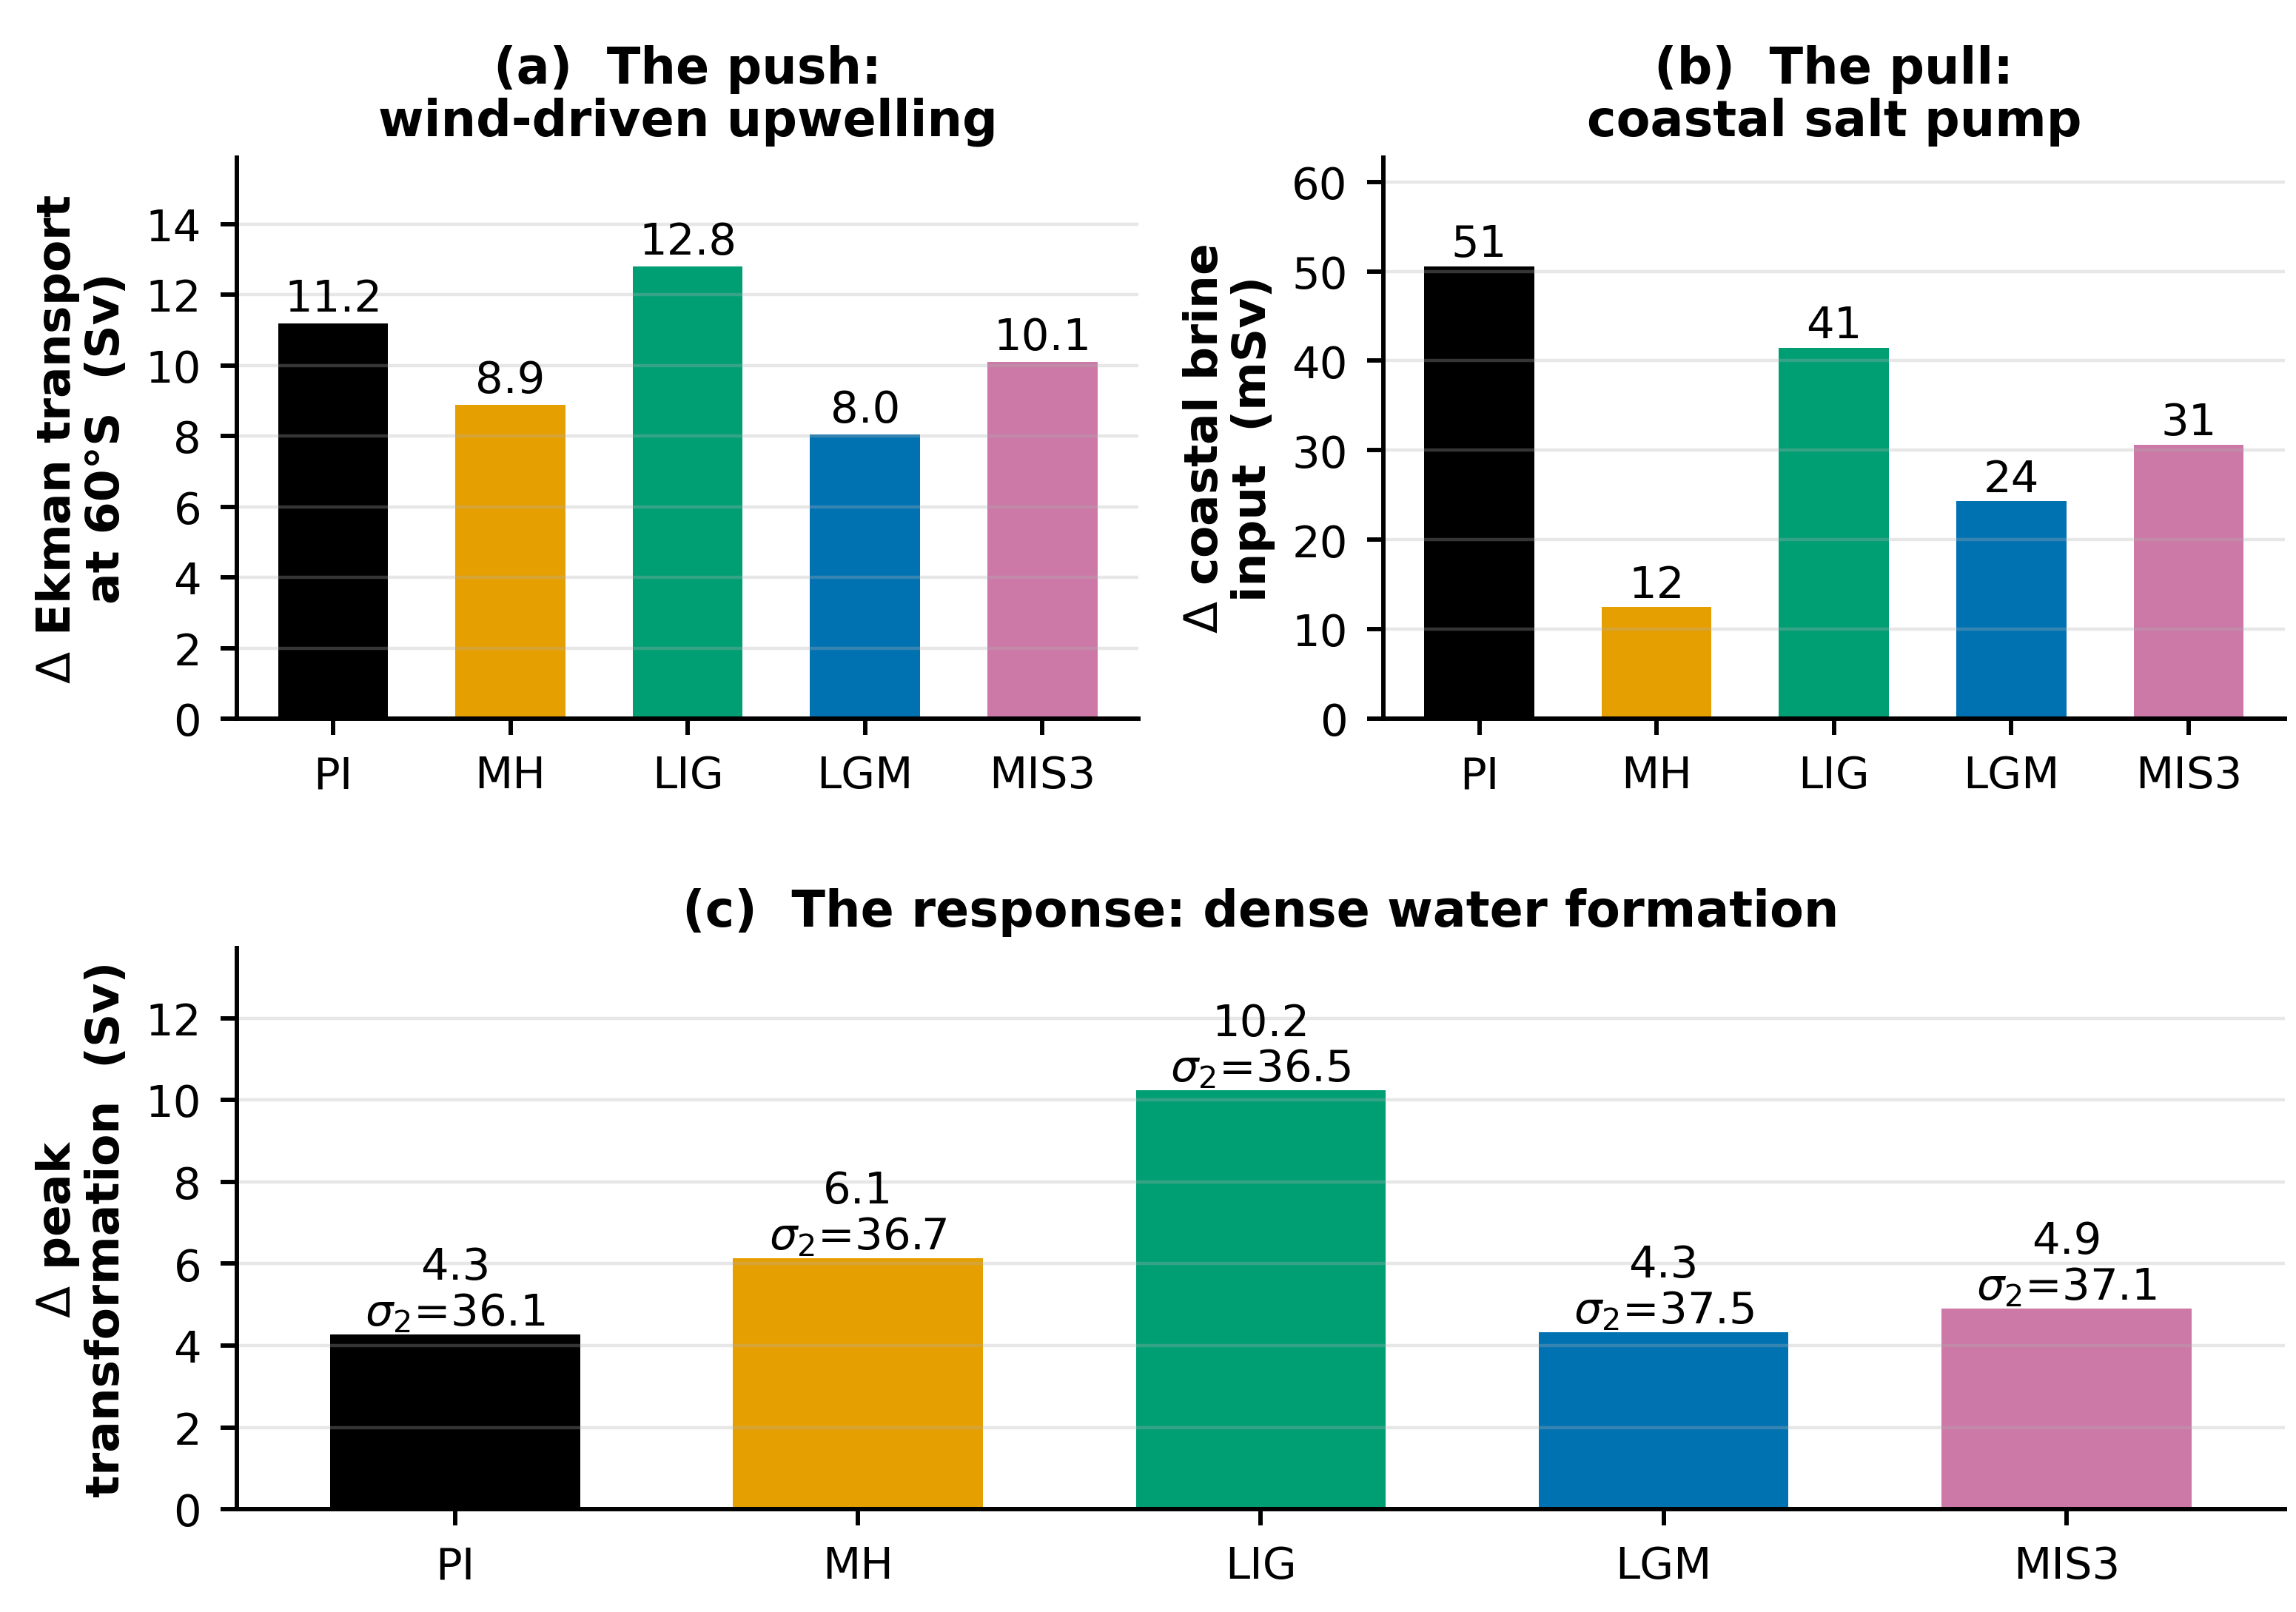 (a)  The push:
wind-driven upwelling
Δ Ekman transport
at 60°S  (Sv)
14
12
10
8
6
4
2
0
11.2
8.9
12.8
8.0
10.1
PI
MH
LIG
LGM
MIS3
(b)  The pull:
coastal salt pump
Δ coastal brine
input  (mSv)
60
50
40
30
20
10
0
51
12
41
24
31
PI
MH
LIG
LGM
MIS3
(c)  The response: dense water formation
Δ peak
transformation  (Sv)
12
10
8
6
4
2
0
4.3
σ₂=36.1
6.1
σ₂=36.7
10.2
σ₂=36.5
4.3
σ₂=37.5
4.9
σ₂=37.1
PI
MH
LIG
LGM
MIS3